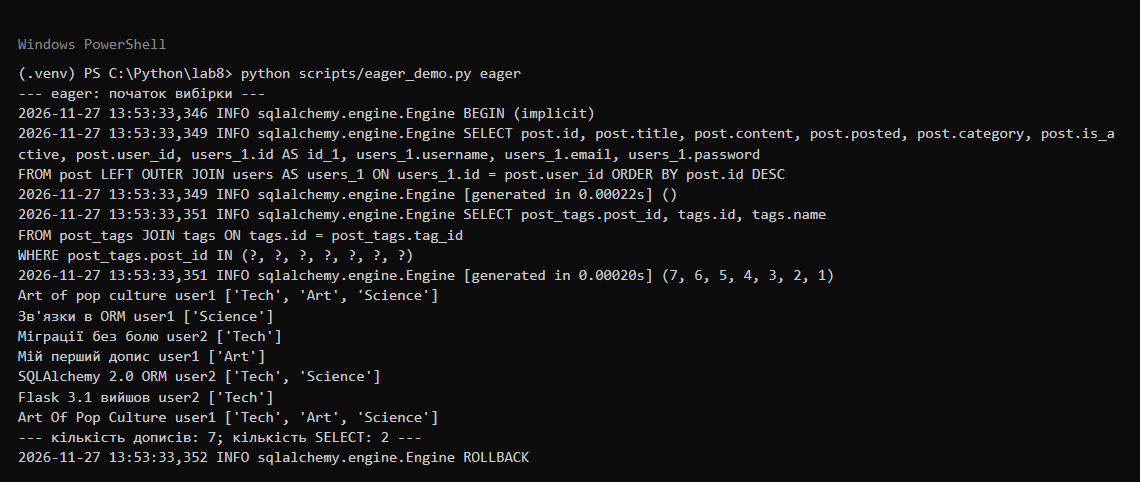 Windows PowerShell
(.venv) PS C:\Python\lab8> python scripts/eager_demo.py eager
--- eager: початок вибірки ---
2026-11-27 13:53:33,346 INFO sqlalchemy.engine.Engine BEGIN (implicit)
2026-11-27 13:53:33,349 INFO sqlalchemy.engine.Engine SELECT post.id, post.title, post.content, post.posted, post.category, post.is_a
ctive, post.user_id, users_1.id AS id_1, users_1.username, users_1.email, users_1.password
FROM post LEFT OUTER JOIN users AS users_1 ON users_1.id = post.user_id ORDER BY post.id DESC
2026-11-27 13:53:33,349 INFO sqlalchemy.engine.Engine [generated in 0.00022s] ()
2026-11-27 13:53:33,351 INFO sqlalchemy.engine.Engine SELECT post_tags.post_id, tags.id, tags.name
FROM post_tags JOIN tags ON tags.id = post_tags.tag_id
WHERE post_tags.post_id IN (?, ?, ?, ?, ?, ?, ?)
2026-11-27 13:53:33,351 INFO sqlalchemy.engine.Engine [generated in 0.00020s] (7, 6, 5, 4, 3, 2, 1)
Art of pop culture user1 ['Tech', 'Art', 'Science']
Зв'язки в ORM user1 ['Science']
Міграції без болю user2 ['Tech']
Мій перший допис user1 ['Art']
SQLAlchemy 2.0 ORM user2 ['Tech', 'Science']
Flask 3.1 вийшов user2 ['Tech']
Art Of Pop Culture user1 ['Tech', 'Art', 'Science']
--- кількість дописів: 7; кількість SELECT: 2 ---
2026-11-27 13:53:33,352 INFO sqlalchemy.engine.Engine ROLLBACK